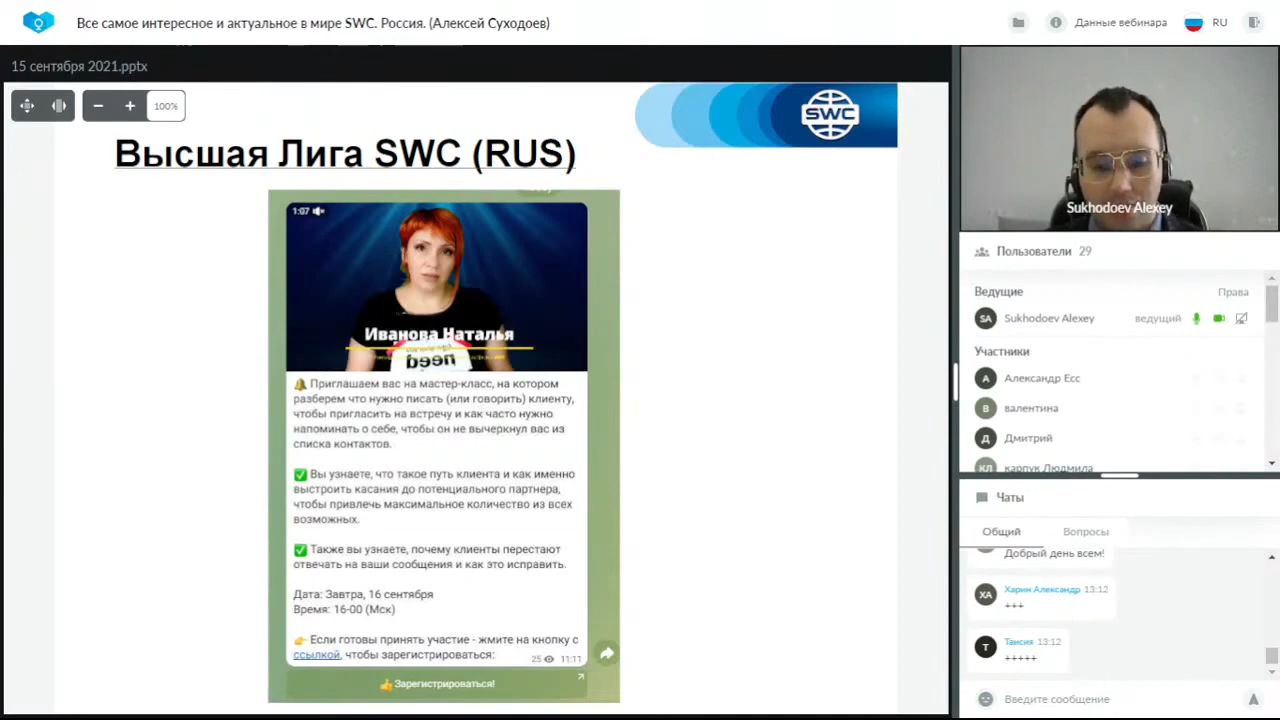 Все самое интересное и актуальное в мире SWC. Россия. (Алексей Суходоев)
Данные вебинара
RU
15 сентября 2021.pptx
100%
SWC
Высшая Лига SWC (RUS)
1:07
Иванова Наталья
need
🔔 Приглашаем вас на мастер-класс, на котором
разберем что нужно писать (или говорить) клиенту,
чтобы пригласить на встречу и как часто нужно
напоминать о себе, чтобы он не вычеркнул вас из
списка контактов.
✅ Вы узнаете, что такое путь клиента и как именно
выстроить касания до потенциального партнера,
чтобы привлечь максимальное количество из всех
возможных.
✅ Также вы узнаете, почему клиенты перестают
отвечать на ваши сообщения и как это исправить.
Дата: Завтра, 16 сентября
Время: 16-00 (Мск)
👉 Если готовы принять участие - жмите на кнопку с
ссылкой, чтобы зарегистрироваться:
25 11:11
👍 Зарегистрироваться!
Sukhodoev Alexey
Пользователи 29
Ведущие Права
SA Sukhodoev Alexey ведущий
Участники
А Александр Есс
В валентина
Д Дмитрий
КЛ карпук Людмила
Чаты
Общий Вопросы
Добрый день всем!
ХА Харин Александр 13:12
+++
Т Таисия 13:12
+++++
Введите сообщение